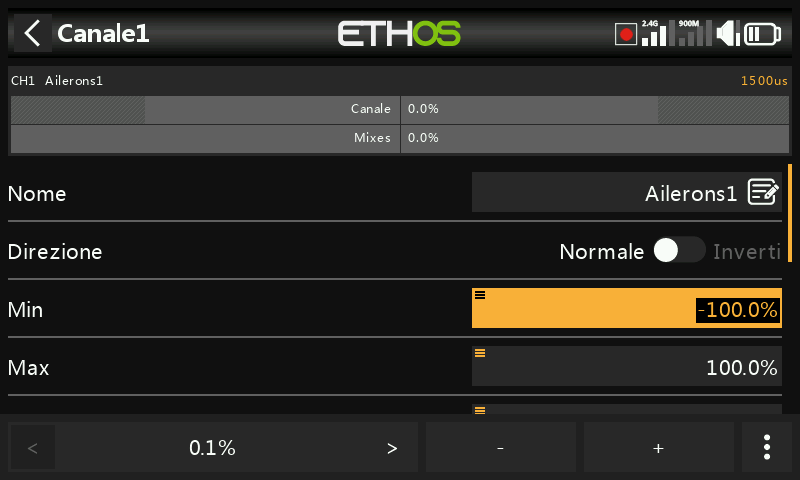 Canale1
ETHOS
2.4G
900M
CH1 Ailerons1
1500us
Canale 0.0%
Mixes 0.0%
Nome Ailerons1
Direzione Normale Inverti
Min -100.0%
Max 100.0%
< 0.1% > - +